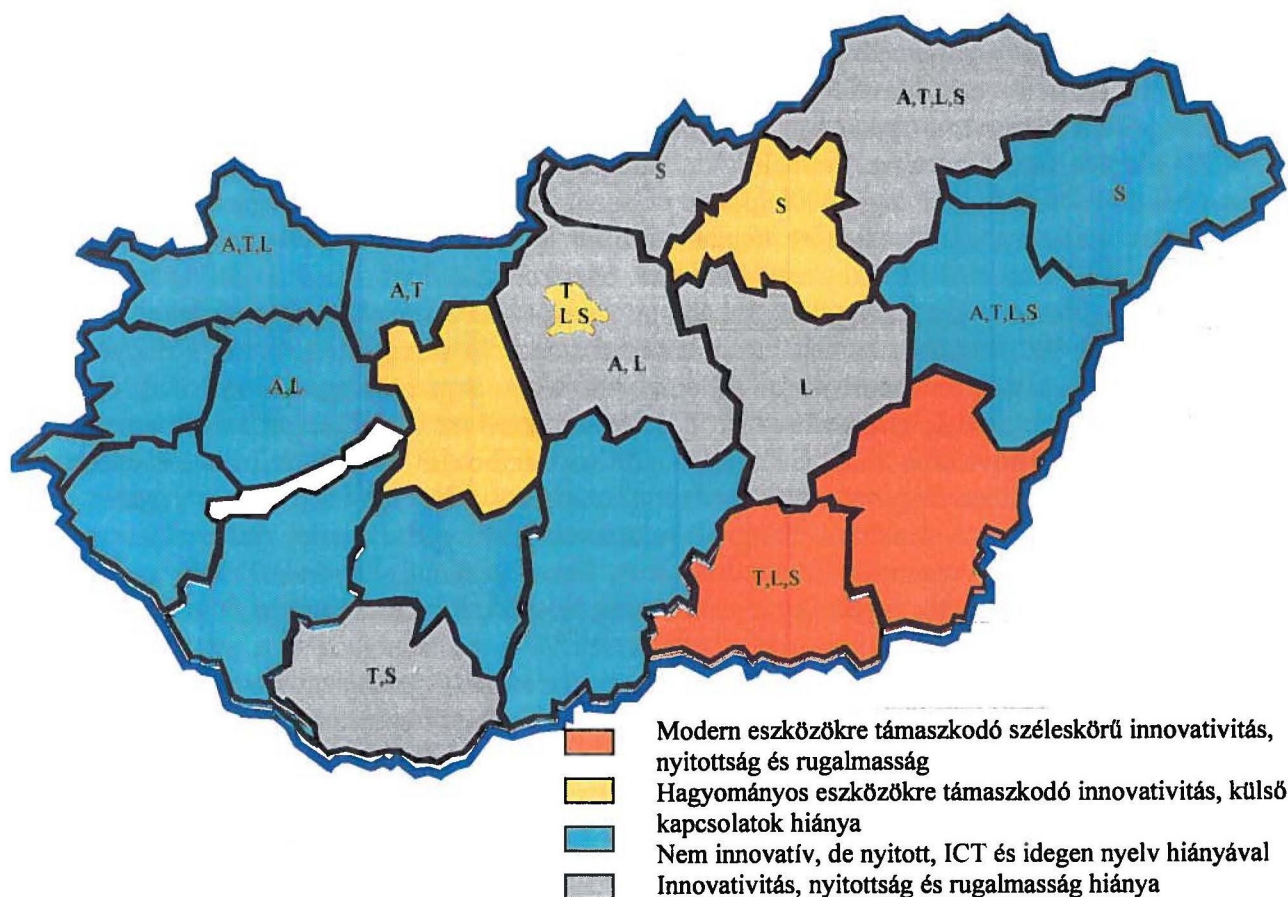 A,T,L,S
S
S
S
A,T,L
A,T
T
L S
A,T,L,S
A, L
A,L
L
T,L,S
T,S
Modern eszközökre támaszkodó széleskörű innovativitás,
nyitottság és rugalmasság
Hagyományos eszközökre támaszkodó innovativitás, külső
kapcsolatok hiánya
Nem innovatív, de nyitott, ICT és idegen nyelv hiányával
Innovativitás, nyitottság és rugalmasság hiánya